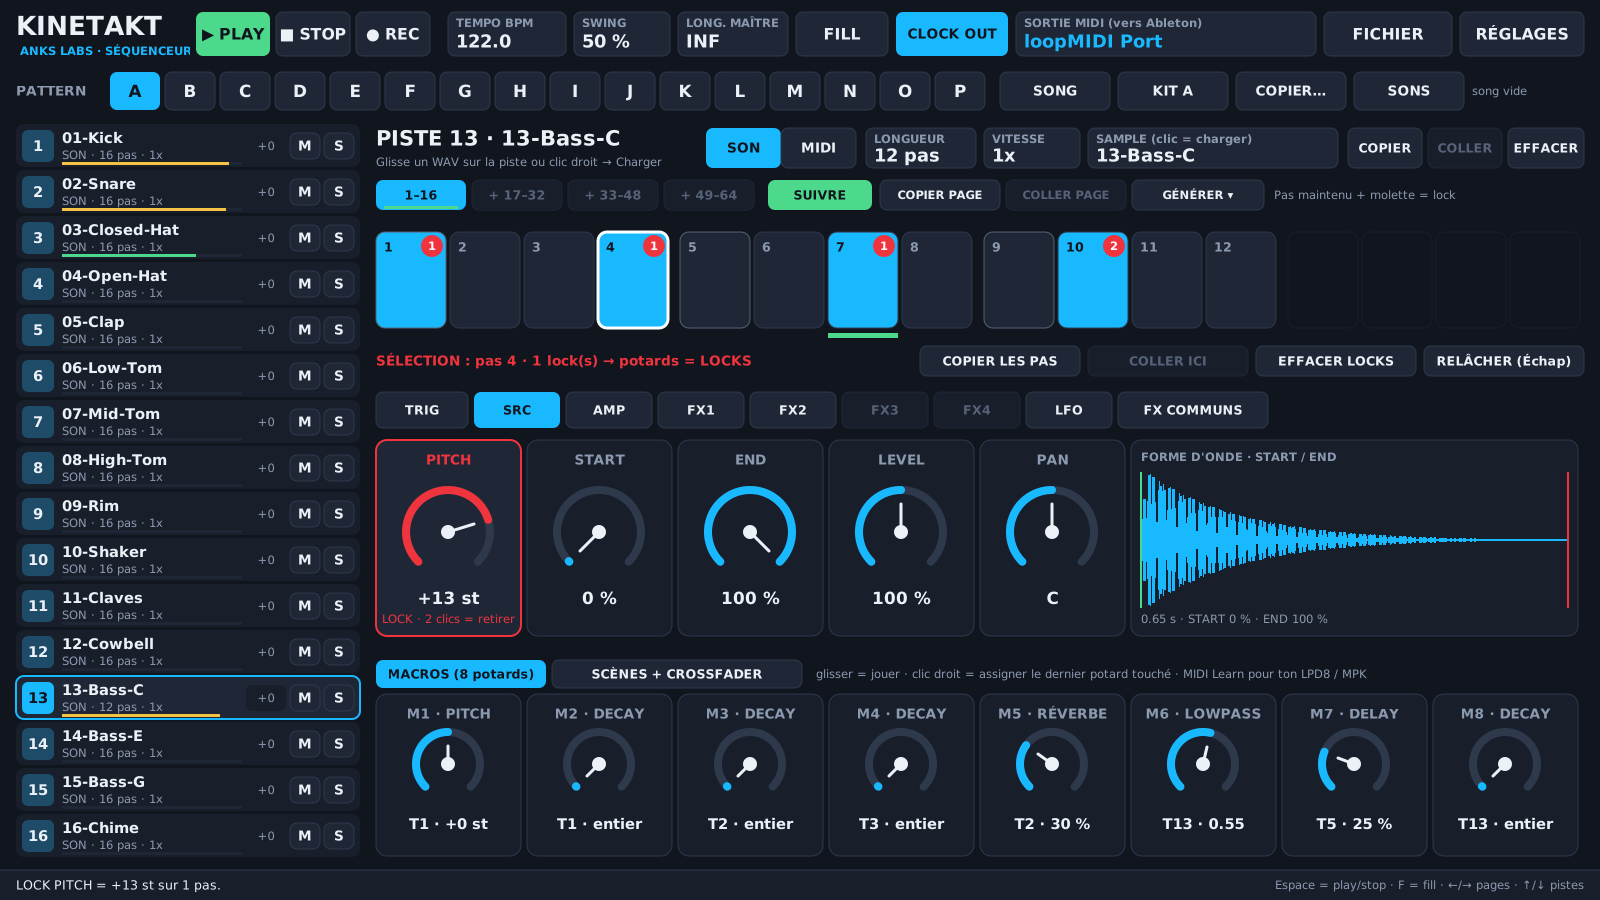 KINETAKT
ANKS LABS · SÉQUENCEUR
▶ PLAY
■ STOP
● REC
TEMPO BPM
122.0
SWING
50 %
LONG. MAÎTRE
INF
FILL
CLOCK OUT
SORTIE MIDI (vers Ableton)
loopMIDI Port
FICHIER
RÉGLAGES
PATTERN
A B C D E F G H I J K L M N O P
SONG
KIT A
COPIER...
SONS
song vide
1 01-Kick +0 M S
SON · 16 pas · 1x
2 02-Snare +0 M S
SON · 16 pas · 1x
3 03-Closed-Hat +0 M S
SON · 16 pas · 1x
4 04-Open-Hat +0 M S
SON · 16 pas · 1x
5 05-Clap +0 M S
SON · 16 pas · 1x
6 06-Low-Tom +0 M S
SON · 16 pas · 1x
7 07-Mid-Tom +0 M S
SON · 16 pas · 1x
8 08-High-Tom +0 M S
SON · 16 pas · 1x
9 09-Rim +0 M S
SON · 16 pas · 1x
10 10-Shaker +0 M S
SON · 16 pas · 1x
11 11-Claves +0 M S
SON · 16 pas · 1x
12 12-Cowbell +0 M S
SON · 16 pas · 1x
13 13-Bass-C +0 M S
SON · 12 pas · 1x
14 14-Bass-E +0 M S
SON · 16 pas · 1x
15 15-Bass-G +0 M S
SON · 16 pas · 1x
16 16-Chime +0 M S
SON · 16 pas · 1x
PISTE 13 · 13-Bass-C
Glisse un WAV sur la piste ou clic droit → Charger
SON
MIDI
LONGUEUR
12 pas
VITESSE
1x
SAMPLE (clic = charger)
13-Bass-C
COPIER
COLLER
EFFACER
1–16
+ 17–32
+ 33–48
+ 49–64
SUIVRE
COPIER PAGE
COLLER PAGE
GÉNÉRER ▾
Pas maintenu + molette = lock
1 1 2 3 4 1 5 6 7 1 8 9 10 2 11 12
SÉLECTION : pas 4 · 1 lock(s) → potards = LOCKS
COPIER LES PAS
COLLER ICI
EFFACER LOCKS
RELÂCHER (Échap)
TRIG
SRC
AMP
FX1
FX2
FX3
FX4
LFO
FX COMMUNS
PITCH
+13 st
LOCK · 2 clics = retirer
START
0 %
END
100 %
LEVEL
100 %
PAN
C
FORME D'ONDE · START / END
0.65 s · START 0 % · END 100 %
MACROS (8 potards)
SCÈNES + CROSSFADER
glisser = jouer · clic droit = assigner le dernier potard touché · MIDI Learn pour ton LPD8 / MPK
M1 · PITCH
T1 · +0 st
M2 · DECAY
T1 · entier
M3 · DECAY
T2 · entier
M4 · DECAY
T3 · entier
M5 · RÉVERBE
T2 · 30 %
M6 · LOWPASS
T13 · 0.55
M7 · DELAY
T5 · 25 %
M8 · DECAY
T13 · entier
LOCK PITCH = +13 st sur 1 pas.
Espace = play/stop · F = fill · ←/→ pages · ↑/↓ pistes